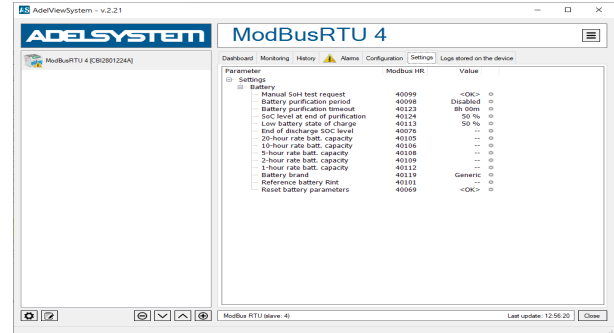 AS AdelViewSystem - v.2.21
ADELSYSTEM
ModBusRTU 4
ModBusRTU 4 [CBI2801224A]
Dashboard Monitoring History Alarms Configuration Settings Logs stored on the device
Parameter Modbus HR Value
Settings
Battery
Manual SoH test request 40099 <OK>
Battery purification period 40098 Disabled
Battery purification timeout 40123 8h 00m
SoC level at end of purification 40124 50 %
Low battery state of charge 40113 50 %
End of discharge SOC level 40076 --
20-hour rate batt. capacity 40105 --
10-hour rate batt. capacity 40106 --
5-hour rate batt. capacity 40108 --
2-hour rate batt. capacity 40109 --
1-hour rate batt. capacity 40112 --
Battery brand 40119 Generic
Reference battery Rint 40101 --
Reset battery parameters 40069 <OK>
ModBus RTU (slave: 4) Last update: 12:56:20 Close